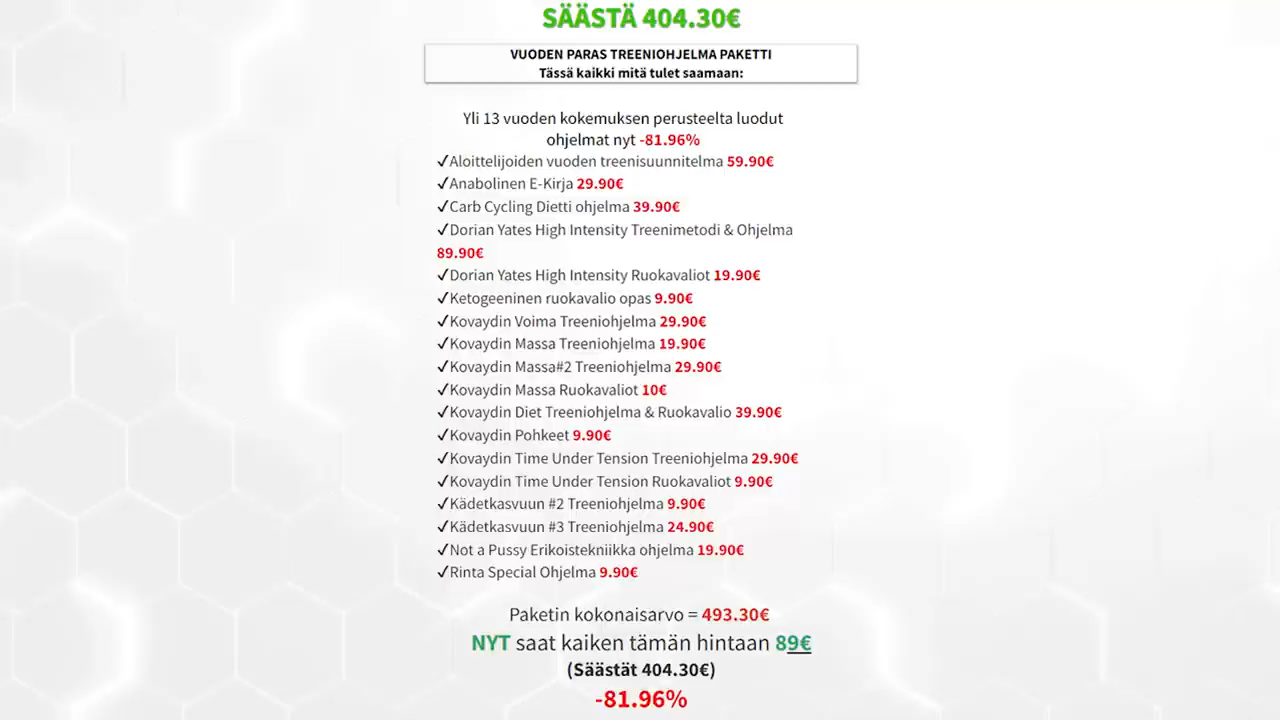 SÄÄSTÄ 404.30€
VUODEN PARAS TREENIOHJELMA PAKETTI
Tässä kaikki mitä tulet saamaan:
Yli 13 vuoden kokemuksen perusteelta luodut
ohjelmat nyt -81.96%
✓Aloittelijoiden vuoden treenisuunnitelma 59.90€
✓Anabolinen E-Kirja 29.90€
✓Carb Cycling Dietti ohjelma 39.90€
✓Dorian Yates High Intensity Treenimetodi & Ohjelma
89.90€
✓Dorian Yates High Intensity Ruokavaliot 19.90€
✓Ketogeeninen ruokavalio opas 9.90€
✓Kovaydin Voima Treeniohjelma 29.90€
✓Kovaydin Massa Treeniohjelma 19.90€
✓Kovaydin Massa#2 Treeniohjelma 29.90€
✓Kovaydin Massa Ruokavaliot 10€
✓Kovaydin Diet Treeniohjelma & Ruokavalio 39.90€
✓Kovaydin Pohkeet 9.90€
✓Kovaydin Time Under Tension Treeniohjelma 29.90€
✓Kovaydin Time Under Tension Ruokavaliot 9.90€
✓Kädetkasvuun #2 Treeniohjelma 9.90€
✓Kädetkasvuun #3 Treeniohjelma 24.90€
✓Not a Pussy Erikoistekniikka ohjelma 19.90€
✓Rinta Special Ohjelma 9.90€
Paketin kokonaisarvo = 493.30€
NYT saat kaiken tämän hintaan 89€
(Säästät 404.30€)
-81.96%